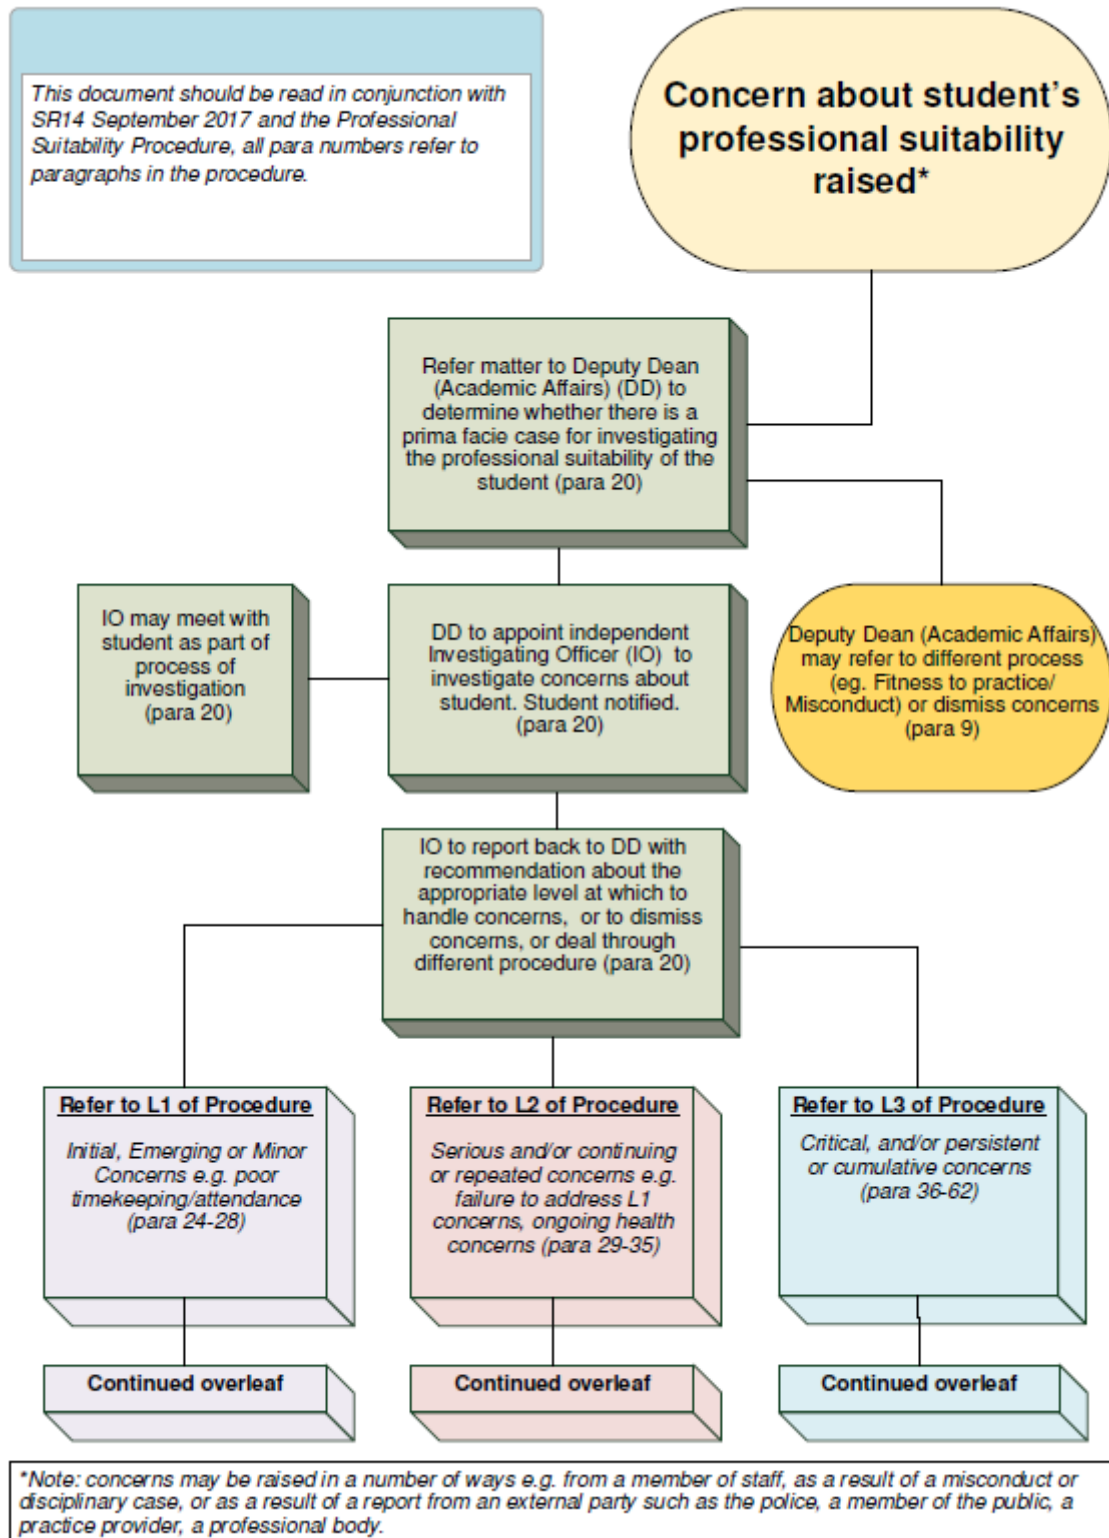 This document should be read in conjunction with
SR14 September 2017 and the Professional
Suitability Procedure, all para numbers refer to
paragraphs in the procedure.
Concern about student's
professional suitability
raised*
Refer matter to Deputy Dean
(Academic Affairs) (DD) to
determine whether there is a
prima facie case for investigating
the professional suitability of the
student (para 20)
IO may meet with
student as part of
process of
investigation
(para 20)
DD to appoint independent
Investigating Officer (IO) to
investigate concerns about
student. Student notified.
(para 20)
Deputy Dean (Academic Affairs)
may refer to different process
(eg. Fitness to practice/
Misconduct) or dismiss concerns
(para 9)
IO to report back to DD with
recommendation about the
appropriate level at which to
handle concerns, or to dismiss
concerns, or deal through
different procedure (para 20)
Refer to L1 of Procedure
Initial, Emerging or Minor
Concerns e.g. poor
timekeeping/attendance
(para 24-28)
Refer to L2 of Procedure
Serious and/or continuing
or repeated concerns e.g.
failure to address L1
concerns, ongoing health
concerns (para 29-35)
Refer to L3 of Procedure
Critical, and/or persistent
or cumulative concerns
(para 36-62)
Continued overleaf
Continued overleaf
Continued overleaf
*Note: concerns may be raised in a number of ways e.g. from a member of staff, as a result of a misconduct or
disciplinary case, or as a result of a report from an external party such as the police, a member of the public, a
practice provider, a professional body.